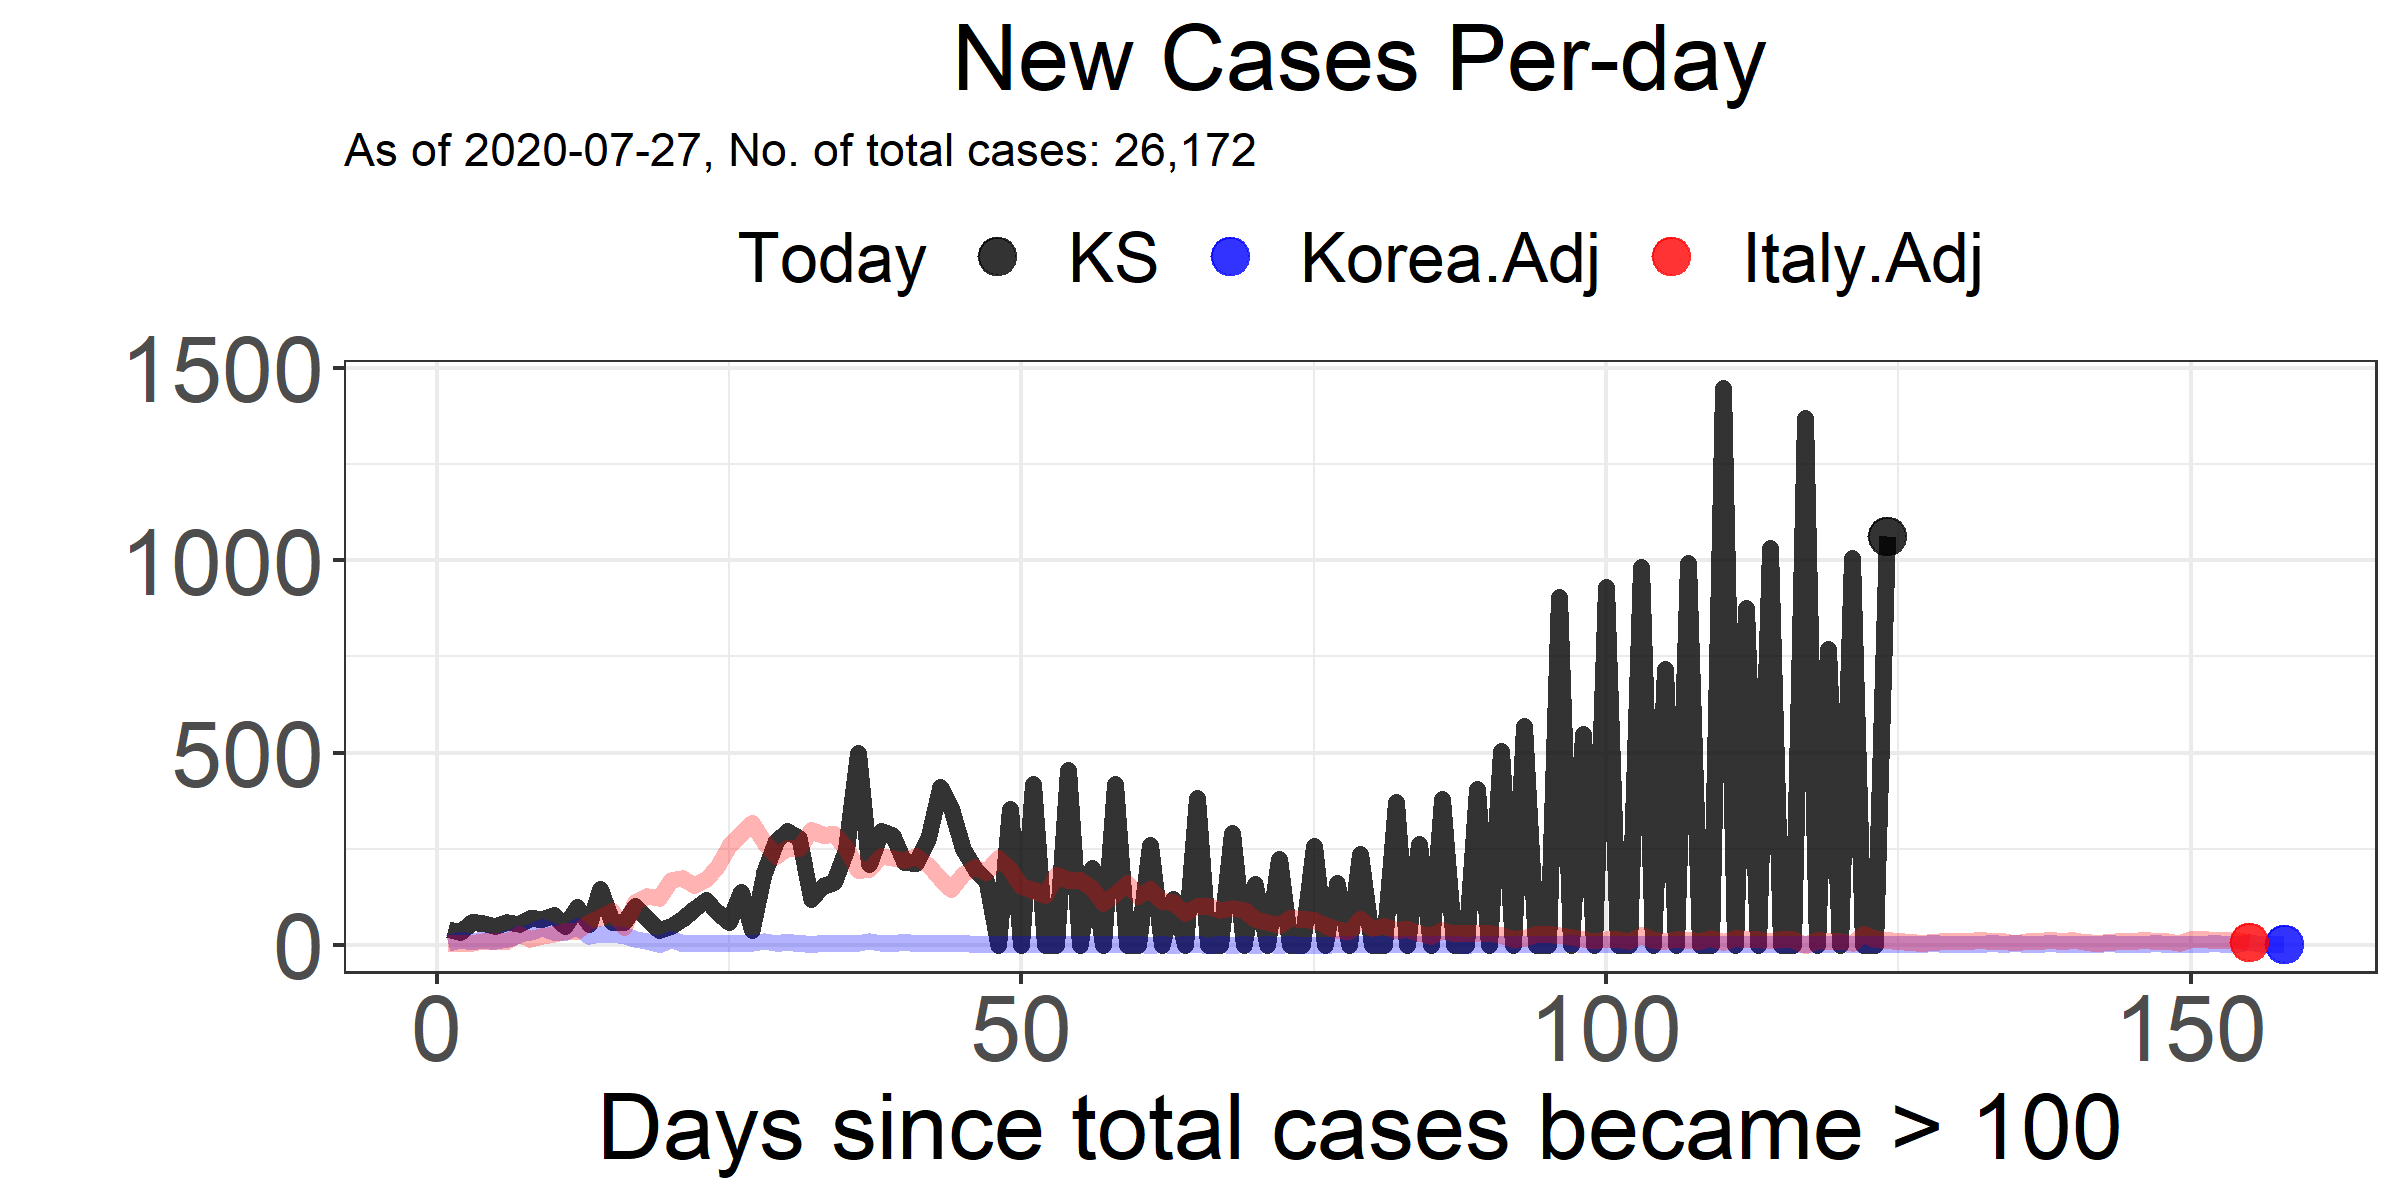 New Cases Per-day
As of 2020-07-27, No. of total cases: 26,172
Today KS Korea.Adj Italy.Adj
1500
1000
500
0
0 50 100 150
Days since total cases became > 100